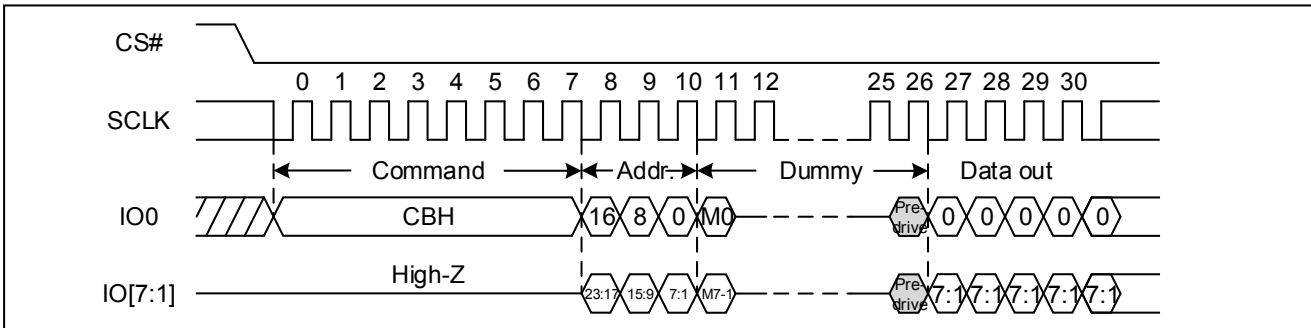 CS#
0 1 2 3 4 5 6 7 8 9 10 11 12 25 26 27 28 29 30
SCLK
Command Addr. Dummy Data out
IO0 CBH 16 8 0 M0 Pre-drive 0 0 0 0 0
High-Z
IO[7:1] 23:17 15:9 7:1 M7-1 Pre-drive 7:1 7:1 7:1 7:1 7:1